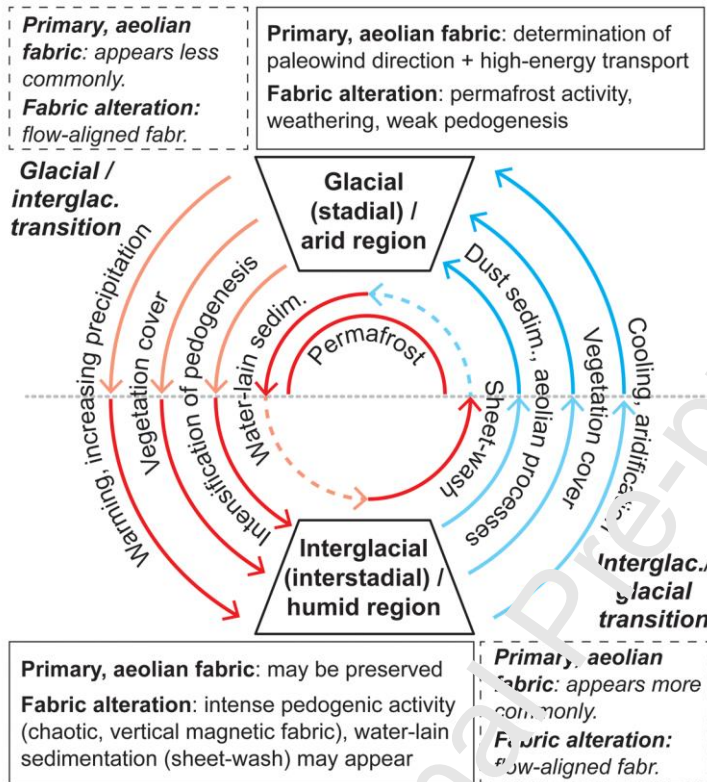 Primary, aeolian
fabric: appears less
commonly.
Fabric alteration:
flow-aligned fabr.
Primary, aeolian fabric: determination of
paleowind direction + high-energy transport
Fabric alteration: permafrost activity,
weathering, weak pedogenesis
Glacial /
interglac.
transition
Glacial
(stadial) /
arid region
Warming, increasing precipitation
Vegetation cover
Intensification of pedogenesis
Water-lain sedim.
Permafrost
Sheet-wash
Dust sedim., aeolian processes
Vegetation cover
Cooling, aridification
Interglacial
(interstadial) /
humid region
Interglac./
glacial
transition
Primary, aeolian fabric: may be preserved
Fabric alteration: intense pedogenic activity
(chaotic, vertical magnetic fabric), water-lain
sedimentation (sheet-wash) may appear
Primary, aeolian
fabric: appears more
commonly.
Fabric alteration:
flow-aligned fabr.